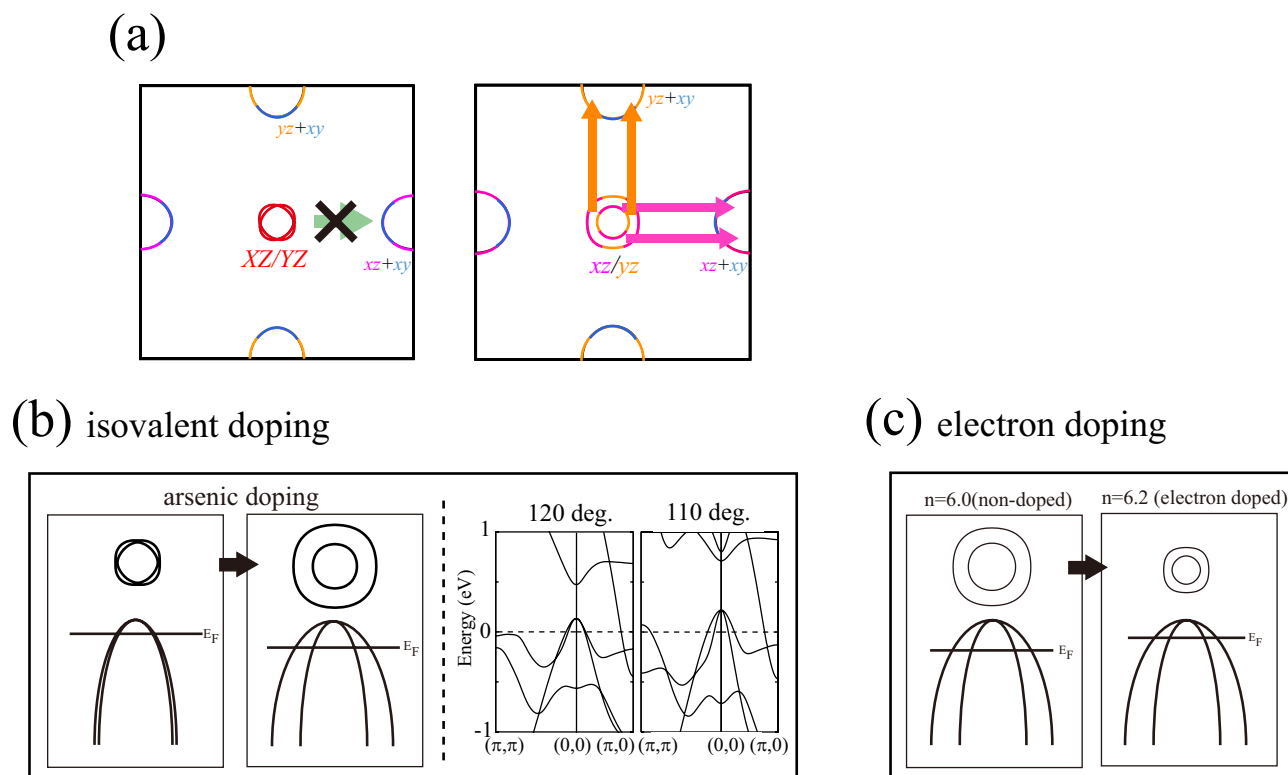 (a)
yz+xy
XZ/YZ
xz+xy
yz+xy
xz/yz
xz+xy
(b) isovalent doping
arsenic doping
E_F
E_F
120 deg.
110 deg.
Energy (eV)
1
0
-1
(π,π)
(0,0)
(π,0)
(π,π)
(0,0)
(π,0)
(c) electron doping
n=6.0(non-doped)
n=6.2 (electron doped)
E_F
E_F